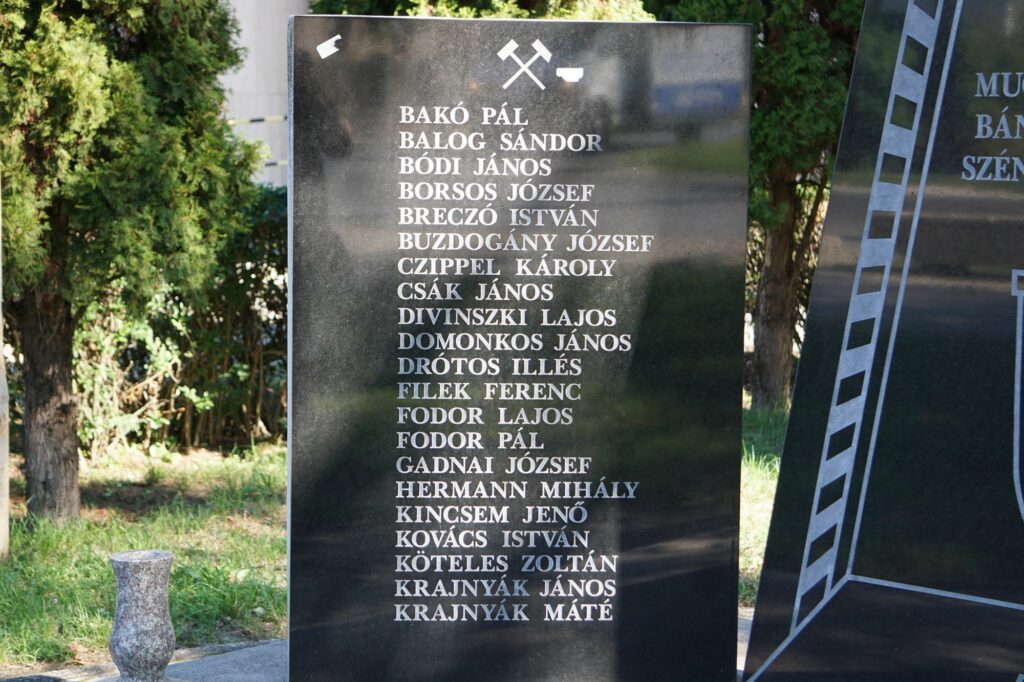 BAKÓ PÁL
BALOG SÁNDOR
BÓDI JÁNOS
BORSOS JÓZSEF
BRECZÓ ISTVÁN
BUZDOGÁNY JÓZSEF
CZIPPEL KÁROLY
CSÁK JÁNOS
DIVINSZKI LAJOS
DOMONKOS JÁNOS
DRÓTOS ILLÉS
FILEK FERENC
FODOR LAJOS
FODOR PÁL
GADNAI JÓZSEF
HERMANN MIHÁLY
KINCSEM JENŐ
KOVÁCS ISTVÁN
KÖTELES ZOLTÁN
KRAJNYÁK JÁNOS
KRAJNYÁK MÁTÉ